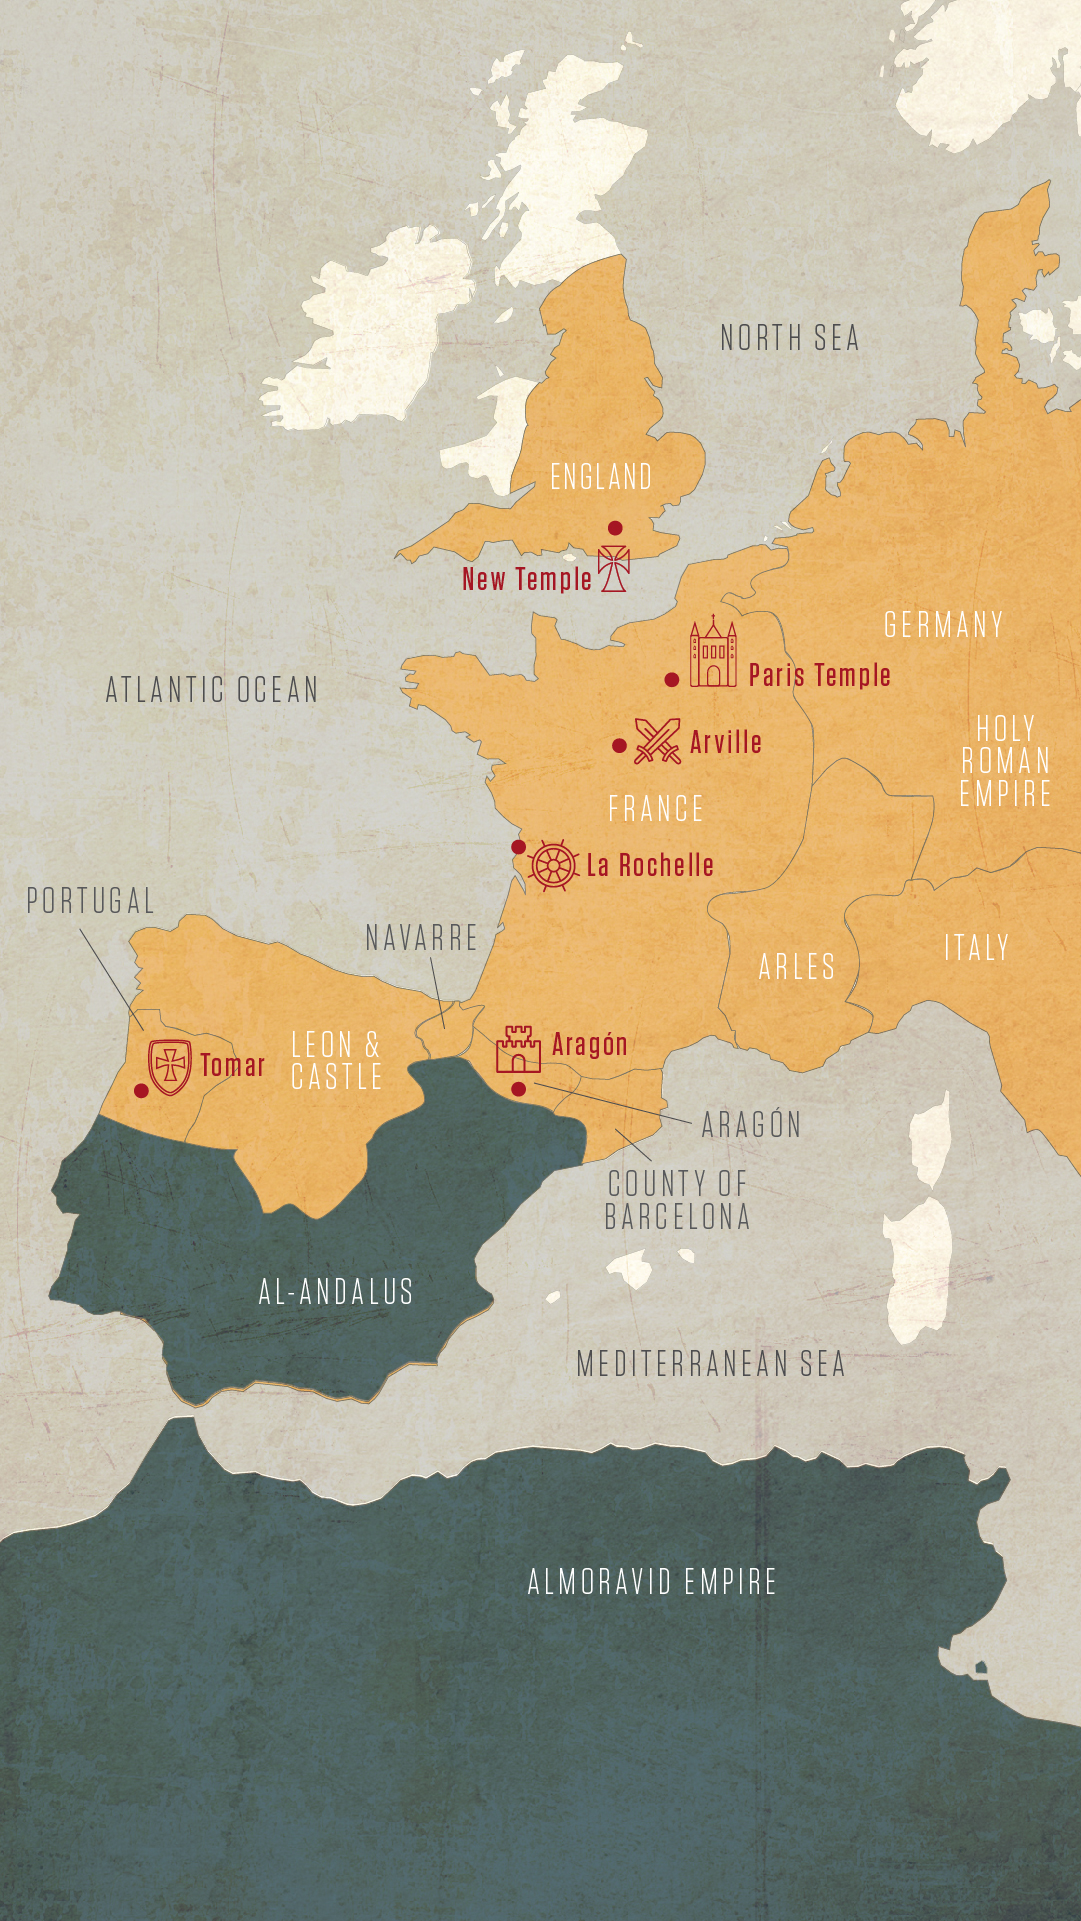 NORTH SEA
ENGLAND
New Temple
GERMANY
Paris Temple
ATLANTIC OCEAN
HOLY
ROMAN
EMPIRE
Arville
FRANCE
La Rochelle
PORTUGAL
NAVARRE
ITALY
ARLES
LEON &
CASTLE
Aragón
Tomar
ARAGÓN
COUNTY OF
BARCELONA
AL-ANDALUS
MEDITERRANEAN SEA
ALMORAVID EMPIRE